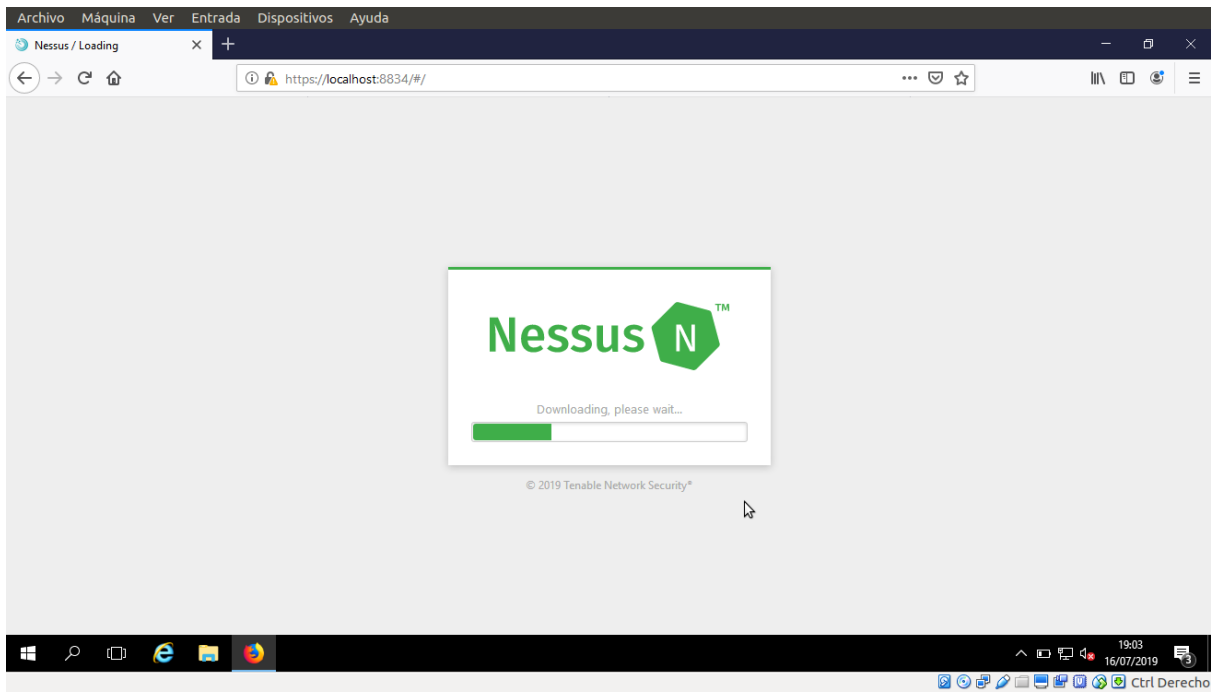 Archivo Máquina Ver Entrada Dispositivos Ayuda
Nessus / Loading
https://localhost:8834/#/
Nessus N ™
Downloading, please wait...
© 2019 Tenable Network Security®
19:03
16/07/2019
3
Ctrl Derecho